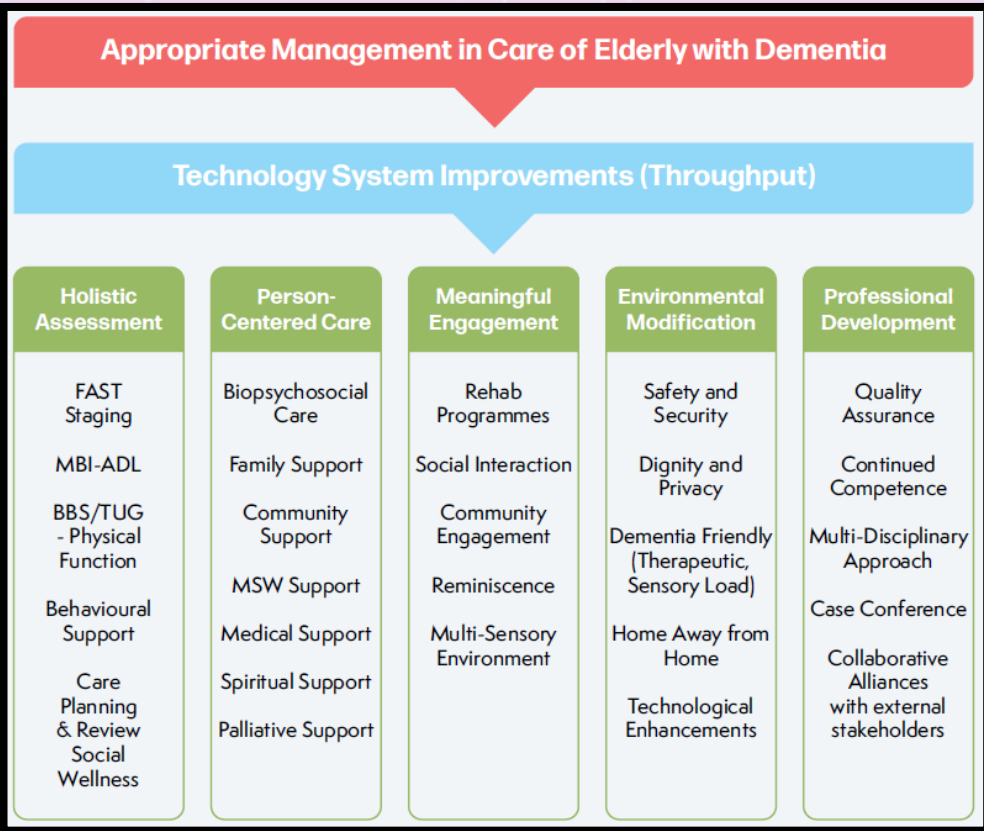 Appropriate Management in Care of Elderly with Dementia
Technology System Improvements (Throughput)
Holistic
Assessment
FAST
Staging
MBI-ADL
BBS/TUG
- Physical
Function
Behavioural
Support
Care
Planning
& Review
Social
Wellness
Person-
Centered Care
Biopsychosocial
Care
Family Support
Community
Support
MSW Support
Medical Support
Spiritual Support
Palliative Support
Meaningful
Engagement
Rehab
Programmes
Social Interaction
Community
Engagement
Reminiscence
Multi-Sensory
Environment
Environmental
Modification
Safety and
Security
Dignity and
Privacy
Dementia Friendly
(Therapeutic,
Sensory Load)
Home Away from
Home
Technological
Enhancements
Professional
Development
Quality
Assurance
Continued
Competence
Multi-Disciplinary
Approach
Case Conference
Collaborative
Alliances
with external
stakeholders